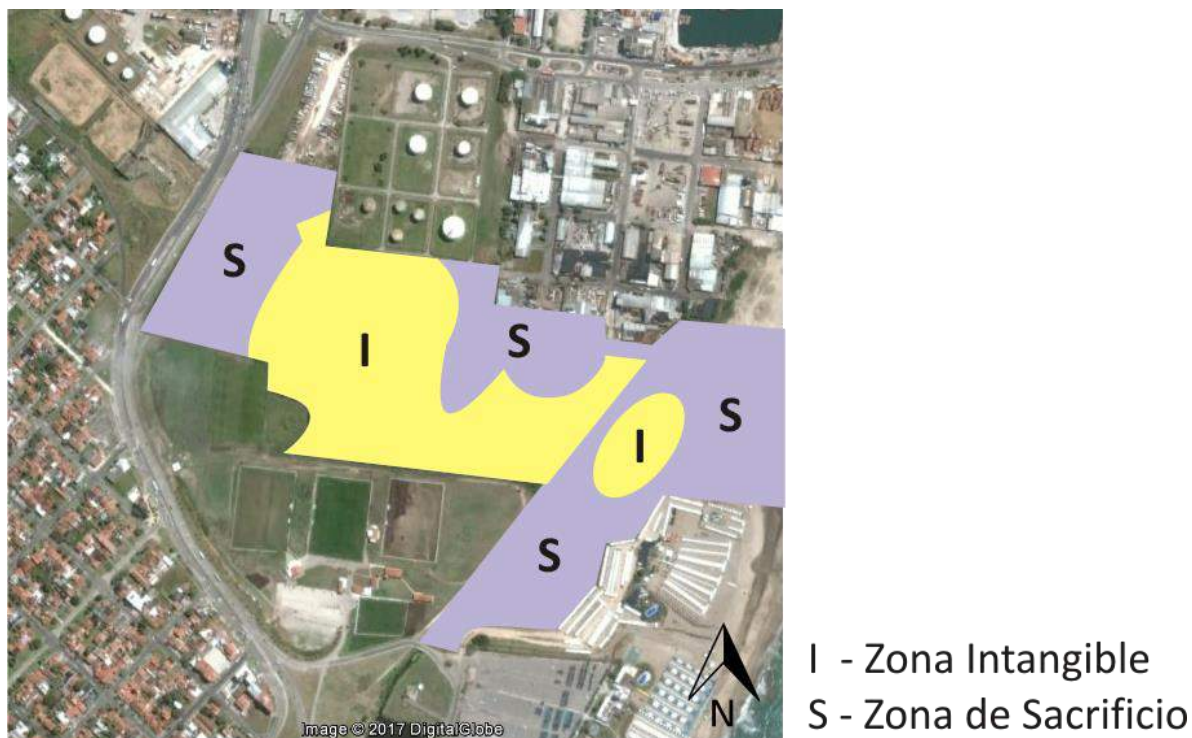 S
I
S
S
I
S
N
Image © 2017 DigitalGlobe
I - Zona Intangible
S - Zona de Sacrificio